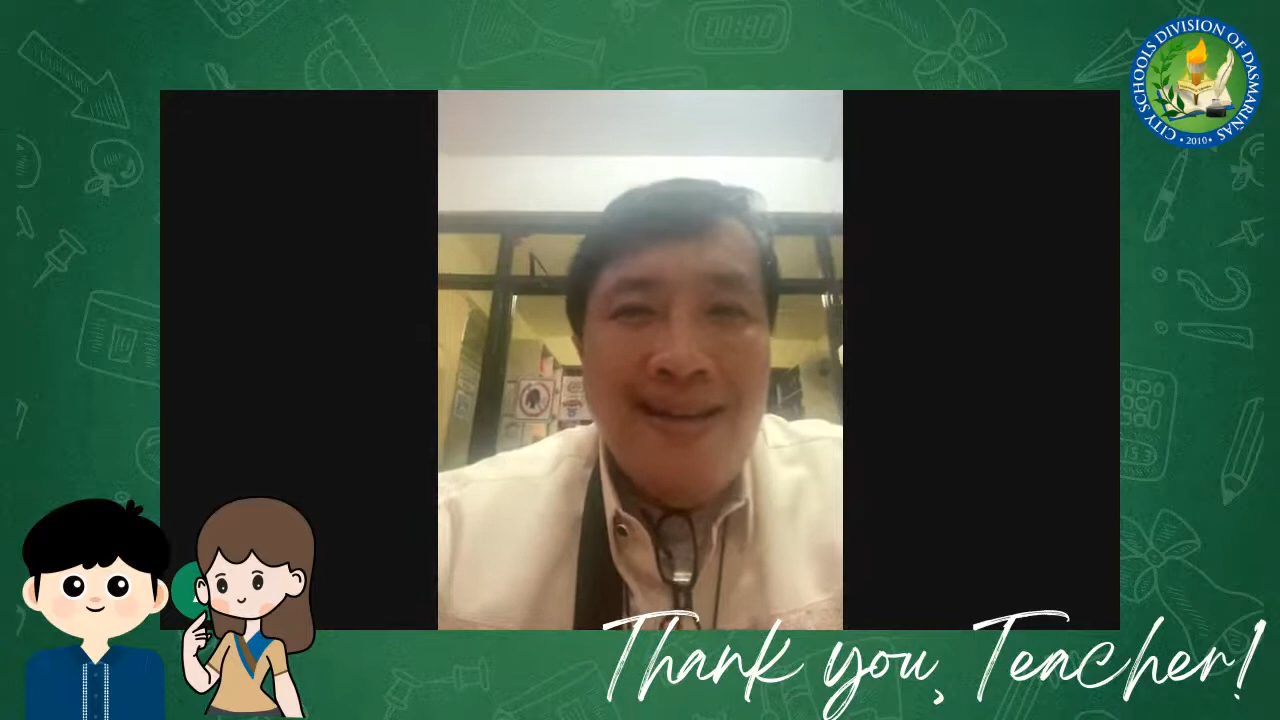 CITY SCHOOLS DIVISION OF DASMARIÑAS
• 2010 •
Thank you, Teacher!